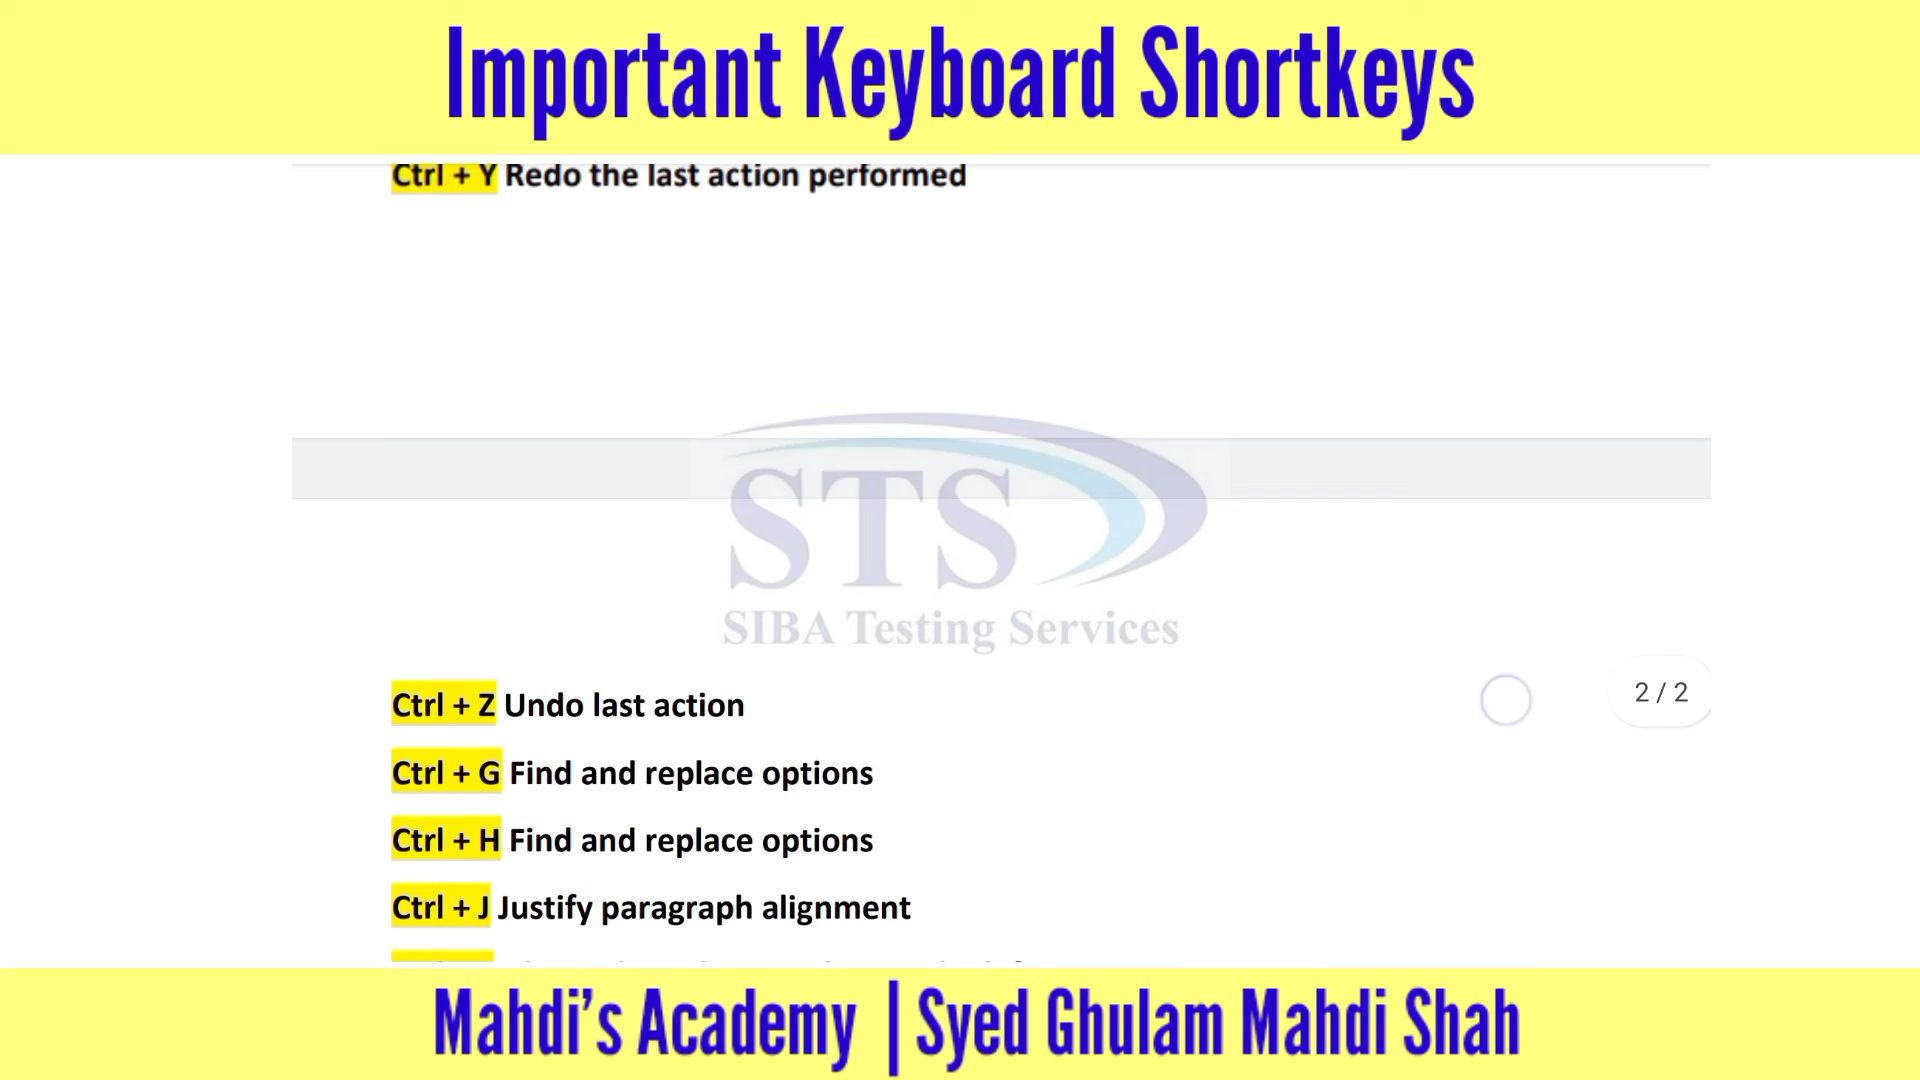 Important Keyboard Shortkeys
Ctrl + Y Redo the last action performed
STS
SIBA Testing Services
Ctrl + Z Undo last action
2 / 2
Ctrl + G Find and replace options
Ctrl + H Find and replace options
Ctrl + J Justify paragraph alignment
Mahdi’s Academy | Syed Ghulam Mahdi Shah